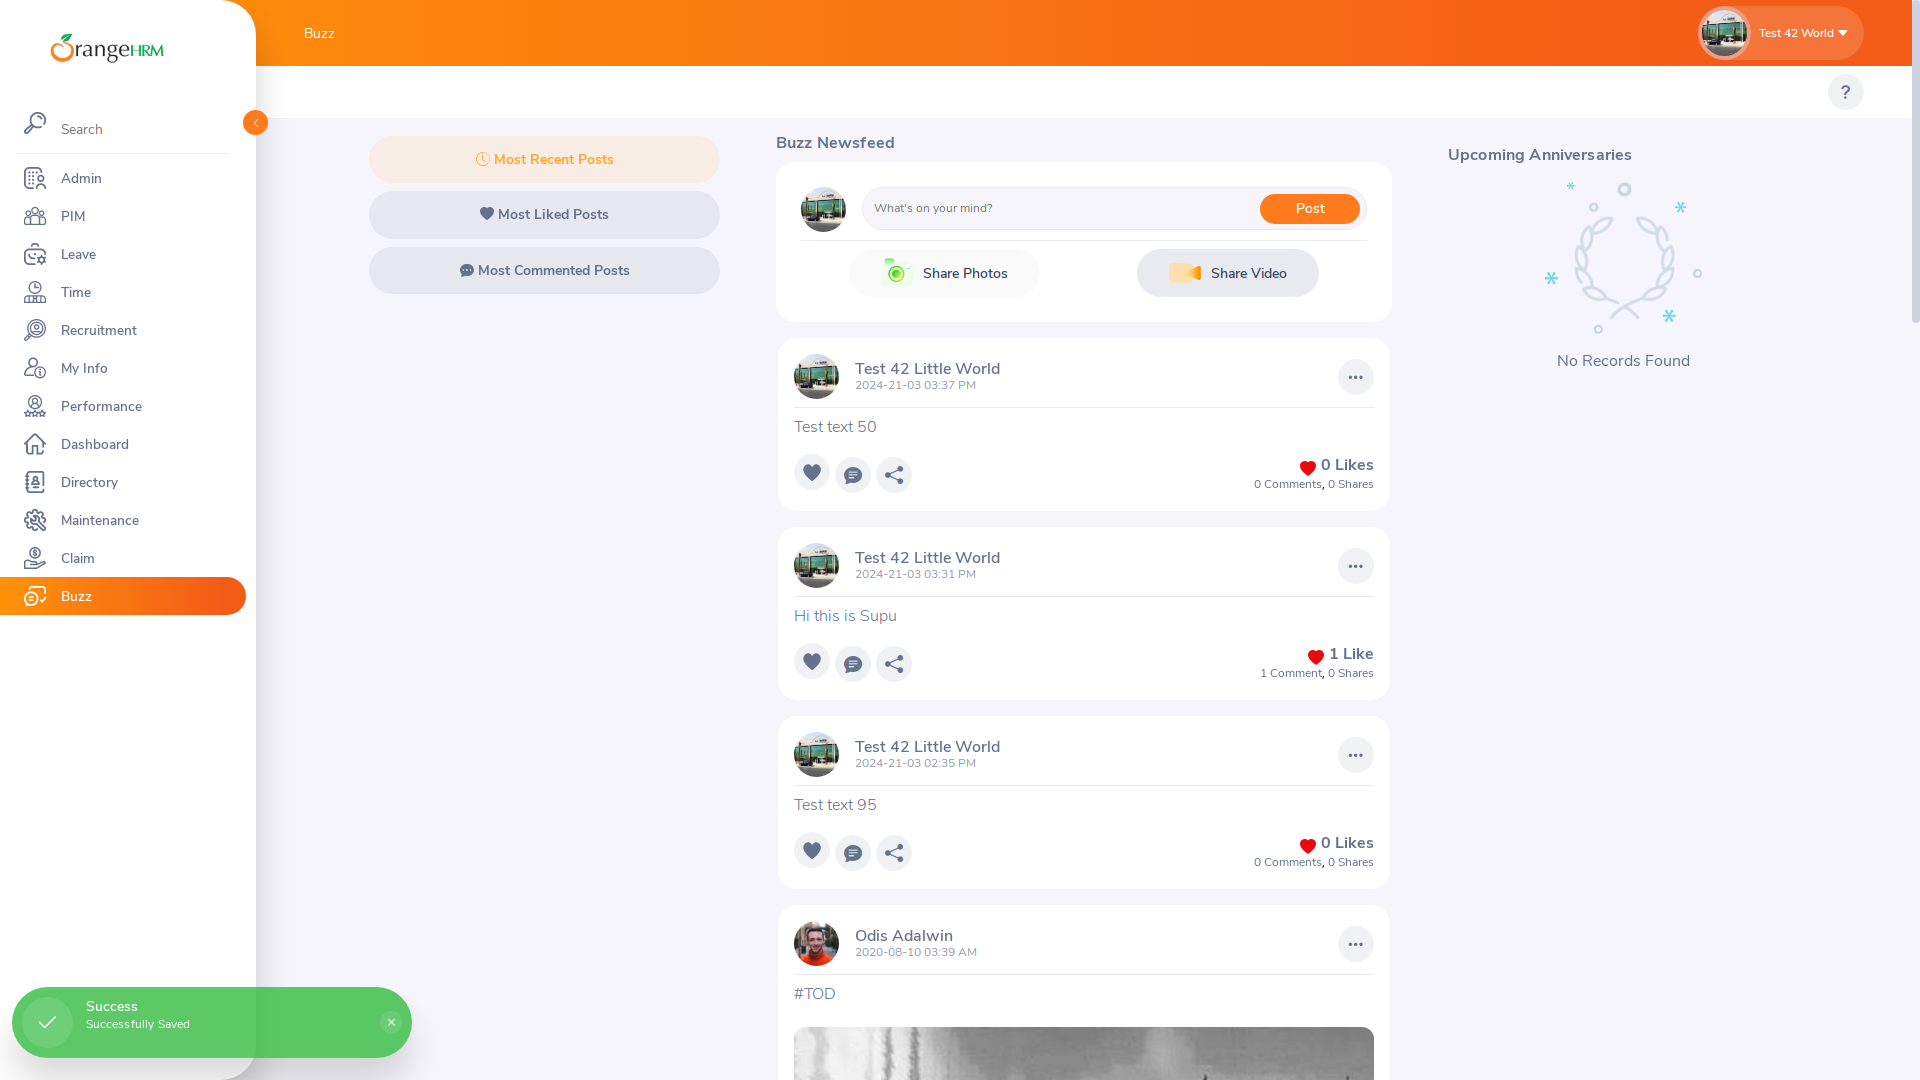 OrangeHRM
Search
Admin
PIM
Leave
Time
Recruitment
My Info
Performance
Dashboard
Directory
Maintenance
Claim
Buzz
Buzz
Test 42 World
?
Most Recent Posts
Most Liked Posts
Most Commented Posts
Buzz Newsfeed
What's on your mind?
Post
Share Photos
Share Video
Test 42 Little World
2024-21-03 03:37 PM
Test text 50
0 Likes
0 Comments, 0 Shares
Test 42 Little World
2024-21-03 03:31 PM
Hi this is Supu
1 Like
1 Comment, 0 Shares
Test 42 Little World
2024-21-03 02:35 PM
Test text 95
0 Likes
0 Comments, 0 Shares
Odis Adalwin
2020-08-10 03:39 AM
#TOD
Upcoming Anniversaries
No Records Found
Success
Successfully Saved